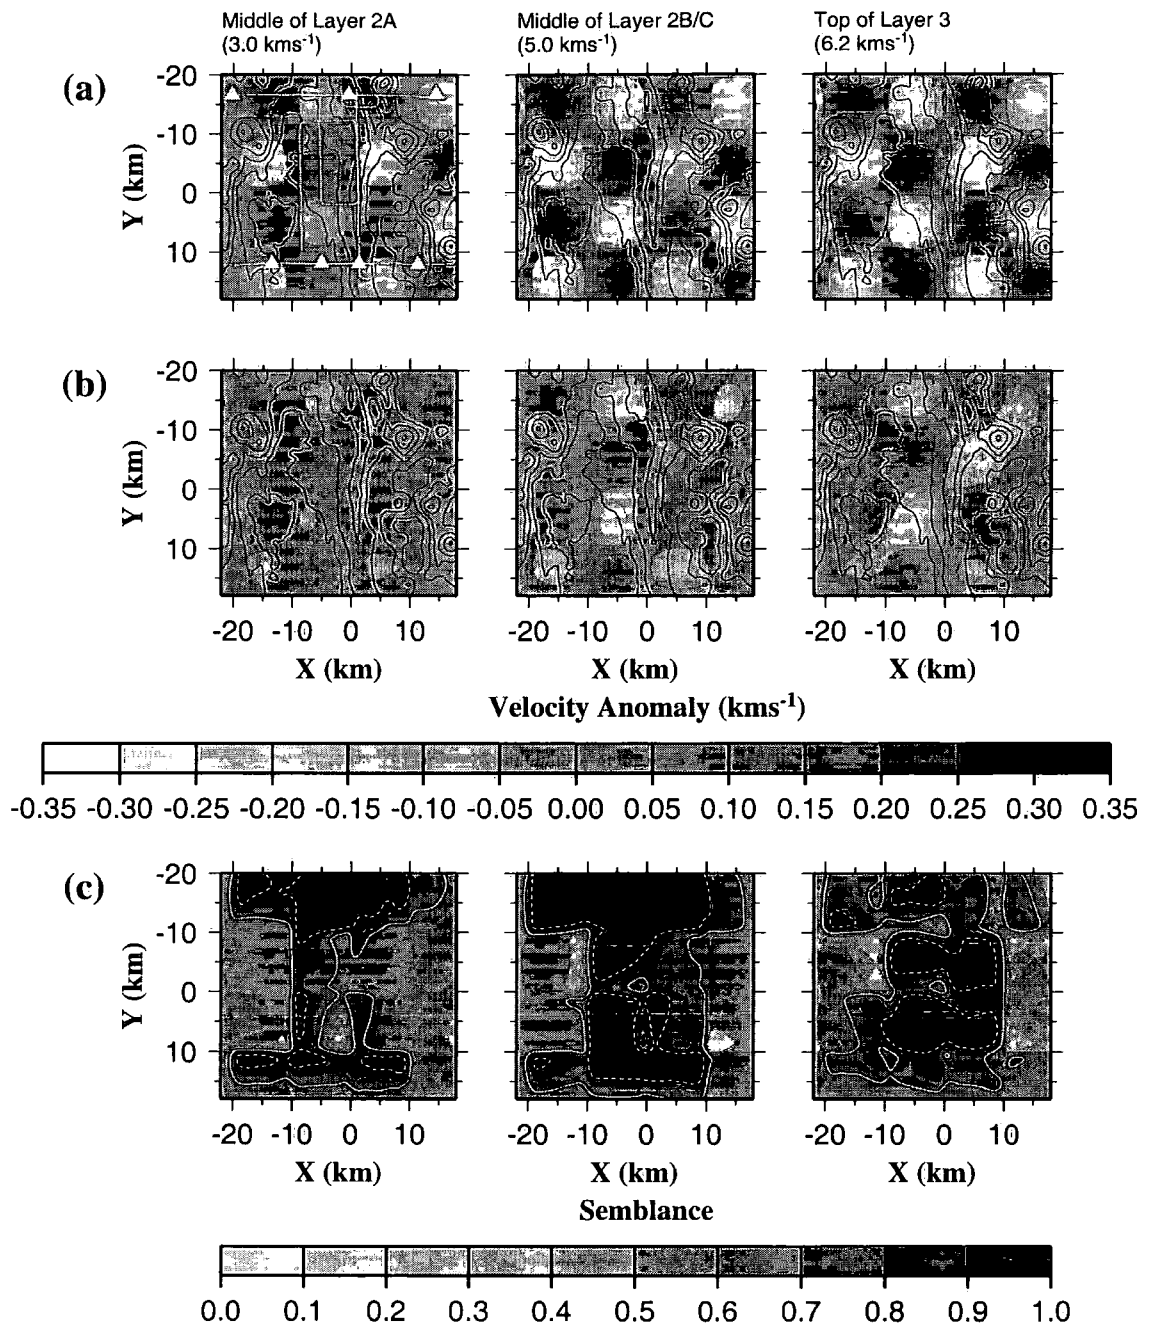 Middle of Layer 2A Middle of Layer 2B/C Top of Layer 3
(3.0 kms-1) (5.0 kms-1) (6.2 kms-1)
(a)
-20
-10
0
10
Y (km)
(b)
-20
-10
0
10
Y (km)
-20 -10 0 10 -20 -10 0 10 -20 -10 0 10
X (km) X (km) X (km)
Velocity Anomaly (kms-1)
-0.35 -0.30 -0.25 -0.20 -0.15 -0.10 -0.05 0.00 0.05 0.10 0.15 0.20 0.25 0.30 0.35
(c)
-20
-10
0
10
Y (km)
-20 -10 0 10 -20 -10 0 10 -20 -10 0 10
X (km) X (km) X (km)
Semblance
0.0 0.1 0.2 0.3 0.4 0.5 0.6 0.7 0.8 0.9 1.0